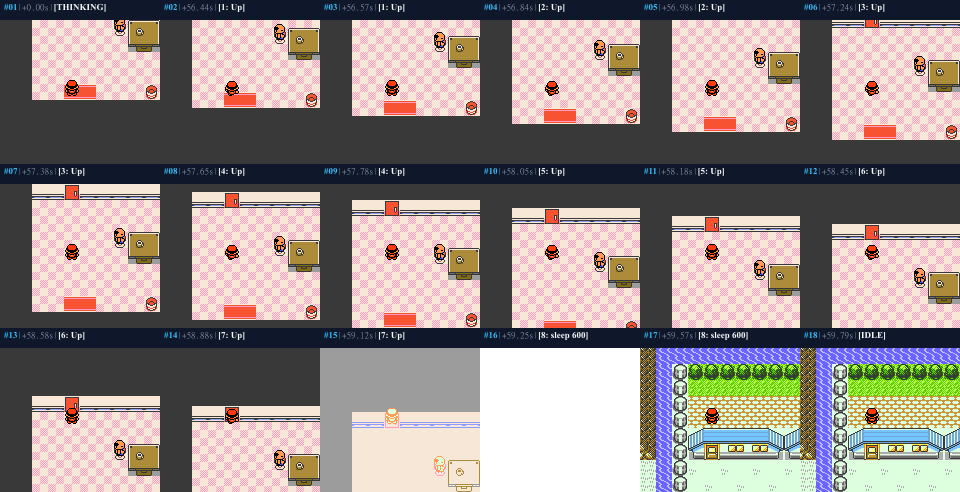 #01|+0.00s|[THINKING]
#02|+56.44s|[1: Up]
#03|+56.57s|[1: Up]
#04|+56.84s|[2: Up]
#05|+56.98s|[2: Up]
#06|+57.24s|[3: Up]
#07|+57.38s|[3: Up]
#08|+57.65s|[4: Up]
#09|+57.78s|[4: Up]
#10|+58.05s|[5: Up]
#11|+58.18s|[5: Up]
#12|+58.45s|[6: Up]
#13|+58.58s|[6: Up]
#14|+58.88s|[7: Up]
#15|+59.12s|[7: Up]
#16|+59.25s|[8: sleep 600]
#17|+59.57s|[8: sleep 600]
#18|+59.79s|[IDLE]